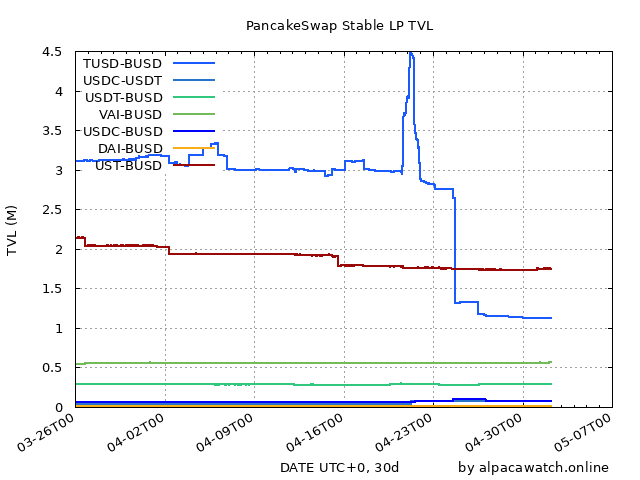 PancakeSwap Stable LP TVL
4.5
4
3.5
3
2.5
2
1.5
1
0.5
0
TVL (M)
TUSD-BUSD
USDC-USDT
USDT-BUSD
VAI-BUSD
USDC-BUSD
DAI-BUSD
UST-BUSD
03-26T00
04-02T00
04-09T00
04-16T00
04-23T00
04-30T00
05-07T00
DATE UTC+0, 30d
by alpacawatch.online